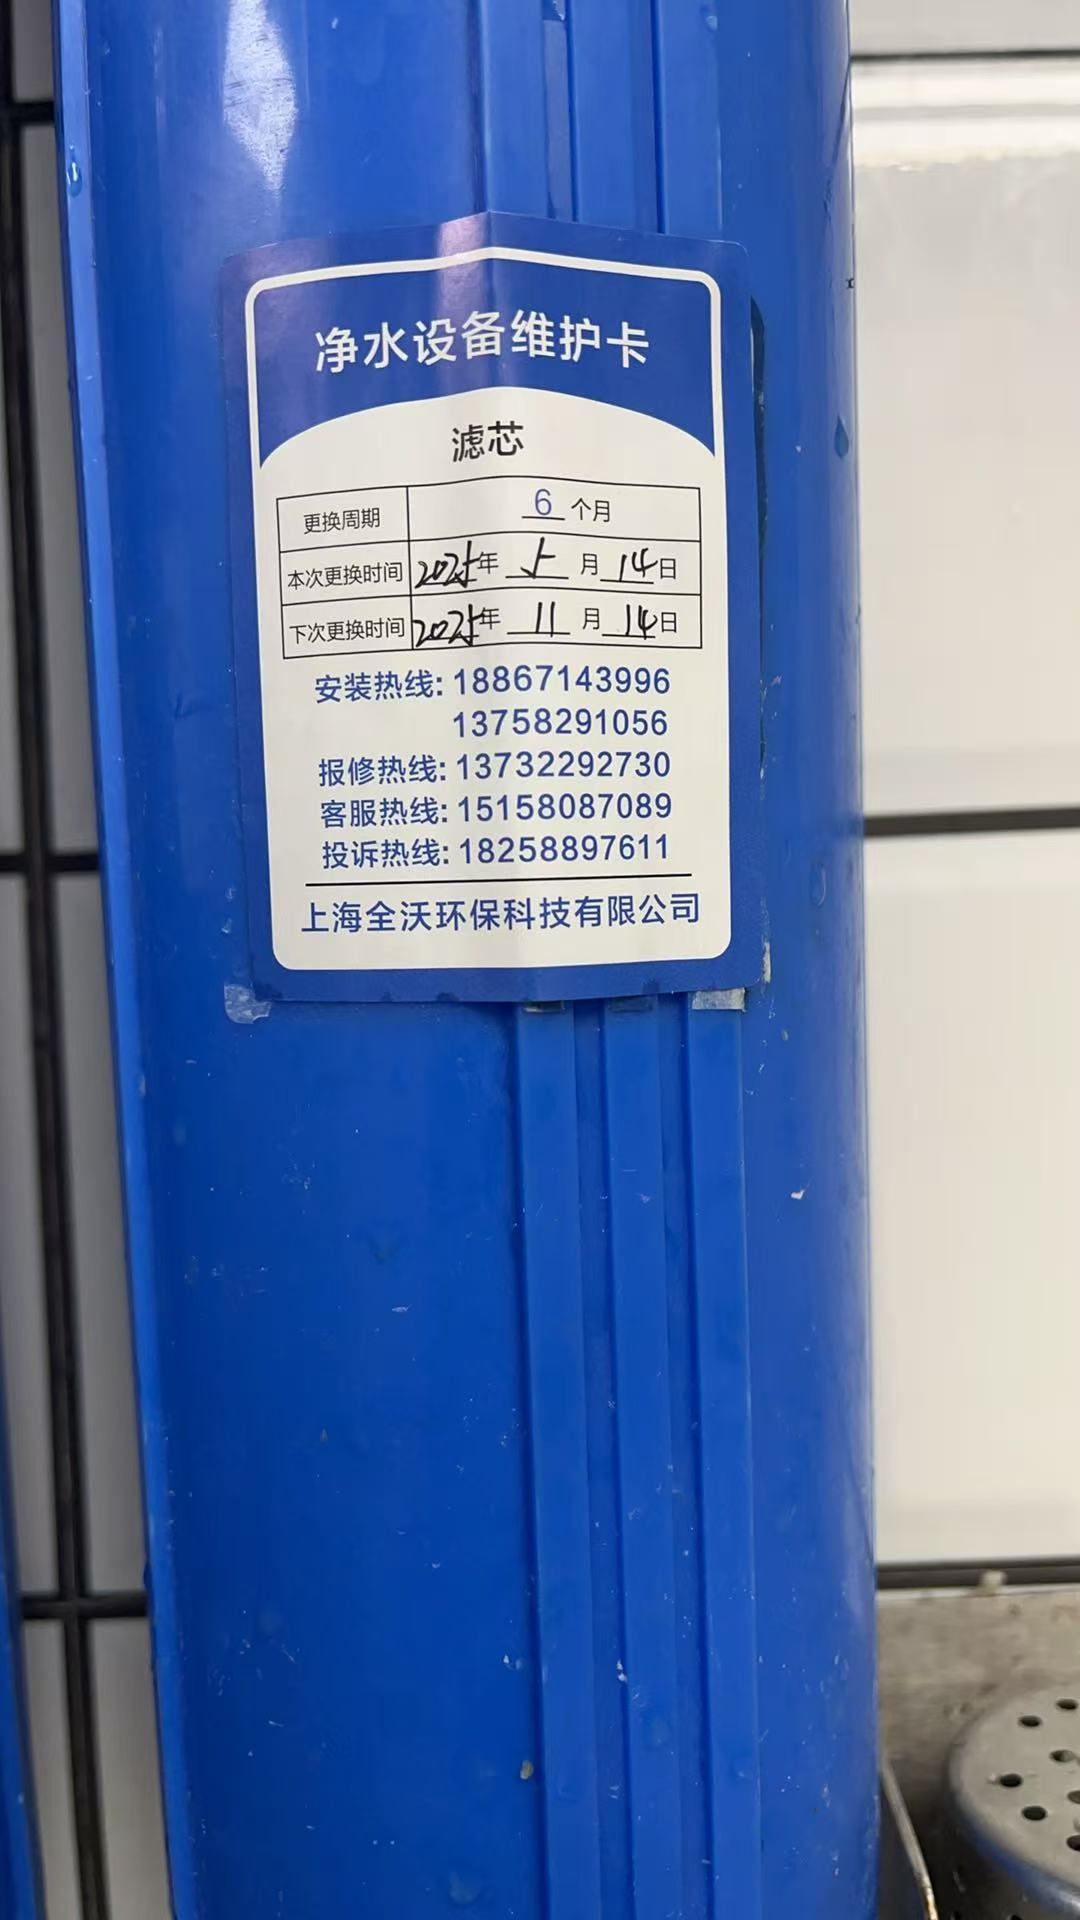 净水设备维护卡
滤芯
更换周期 6 个月
本次更换时间 2025年 5 月 14日
下次更换时间 2025年 11 月 14日
安装热线: 18867143996
13758291056
报修热线: 13732292730
客服热线: 15158087089
投诉热线: 18258897611
上海全沃环保科技有限公司